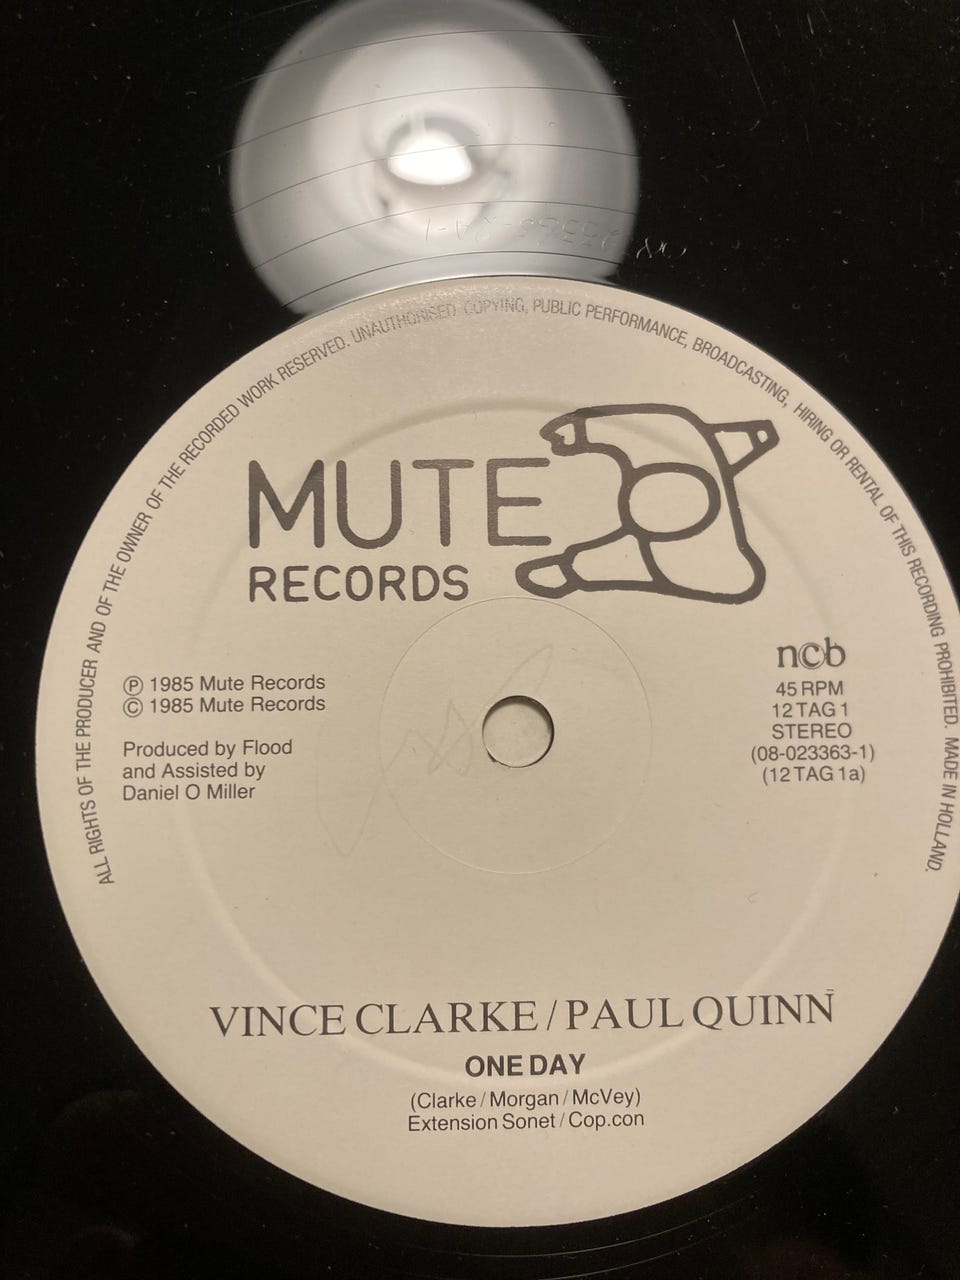 ALL RIGHTS OF THE PRODUCER AND OF THE OWNER OF THE RECORDED WORK RESERVED. UNAUTHORISED COPYING, PUBLIC PERFORMANCE, BROADCASTING, HIRING OR RENTAL OF THIS RECORDING PROHIBITED. MADE IN HOLLAND.
MUTE
RECORDS
℗ 1985 Mute Records
© 1985 Mute Records
Produced by Flood
and Assisted by
Daniel O Miller
ncb
45 RPM
12 TAG 1
STEREO
(08-023363-1)
(12 TAG 1a)
VINCE CLARKE / PAUL QUINN
ONE DAY
(Clarke / Morgan / McVey)
Extension Sonet / Cop.con